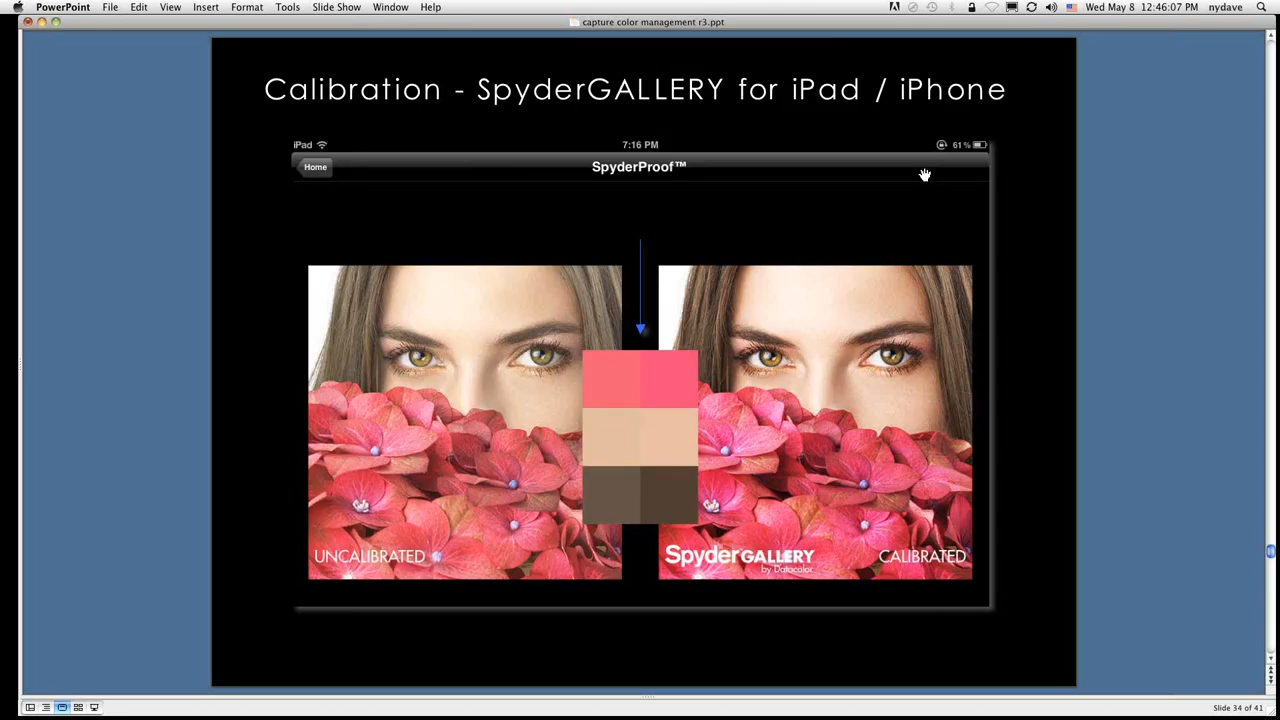 PowerPoint File Edit View Insert Format Tools Slide Show Window Help Wed May 8 12:46:07 PM nydave
capture color management r3.ppt
Calibration - SpyderGALLERY for iPad / iPhone
iPad 7:16 PM 61%
Home SpyderProof™
UNCALIBRATED
SpyderGALLERY
by Datacolor
CALIBRATED
Slide 34 of 41